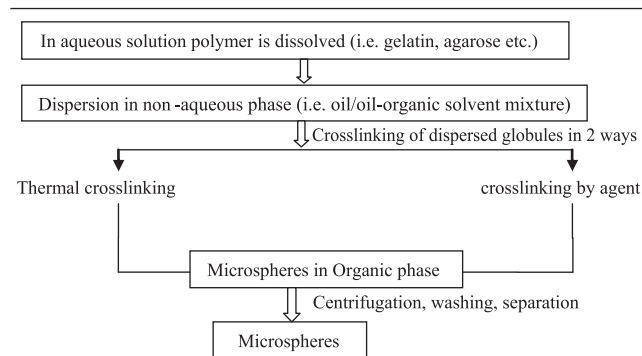 In aqueous solution polymer is dissolved (i.e. gelatin, agarose etc.)
Dispersion in non -aqueous phase (i.e. oil/oil-organic solvent mixture)
Crosslinking of dispersed globules in 2 ways
Thermal crosslinking
crosslinking by agent
Microspheres in Organic phase
Centrifugation, washing, separation
Microspheres